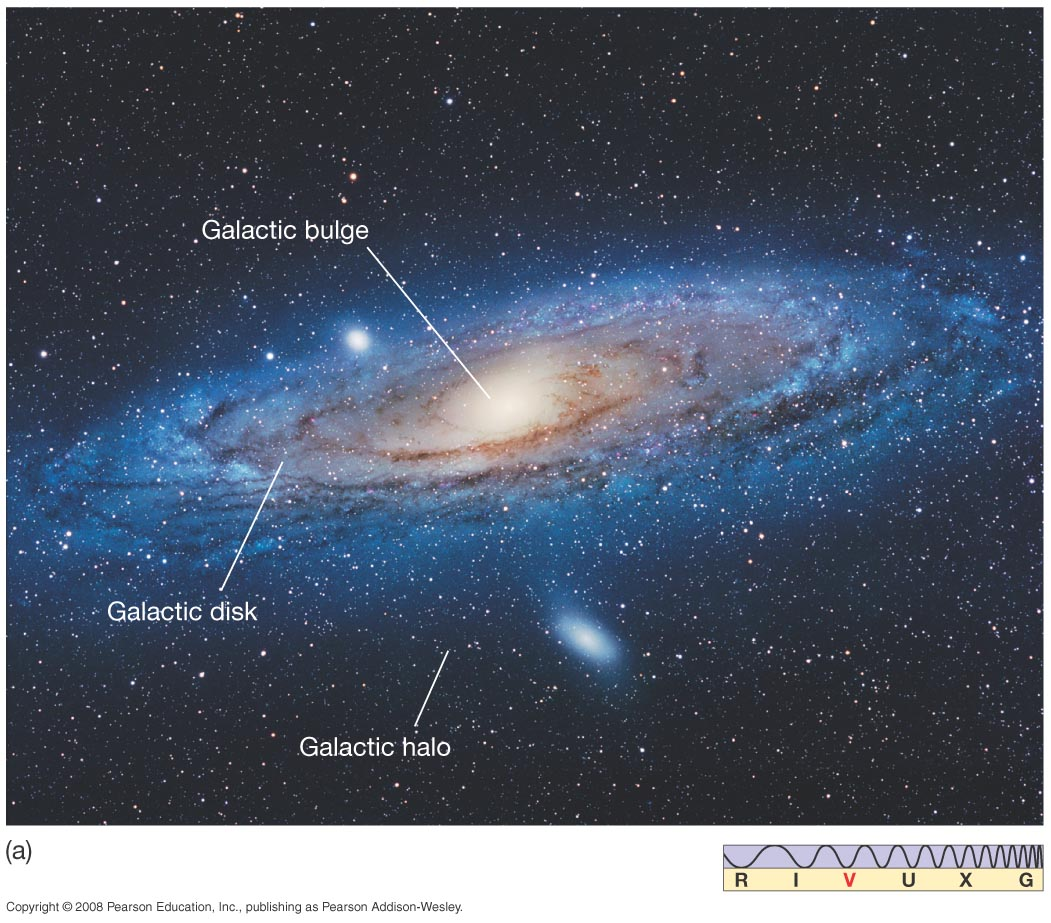 Galactic bulge
Galactic disk
Galactic halo
(a)
R I V U X G
Copyright © 2008 Pearson Education, Inc., publishing as Pearson Addison-Wesley.